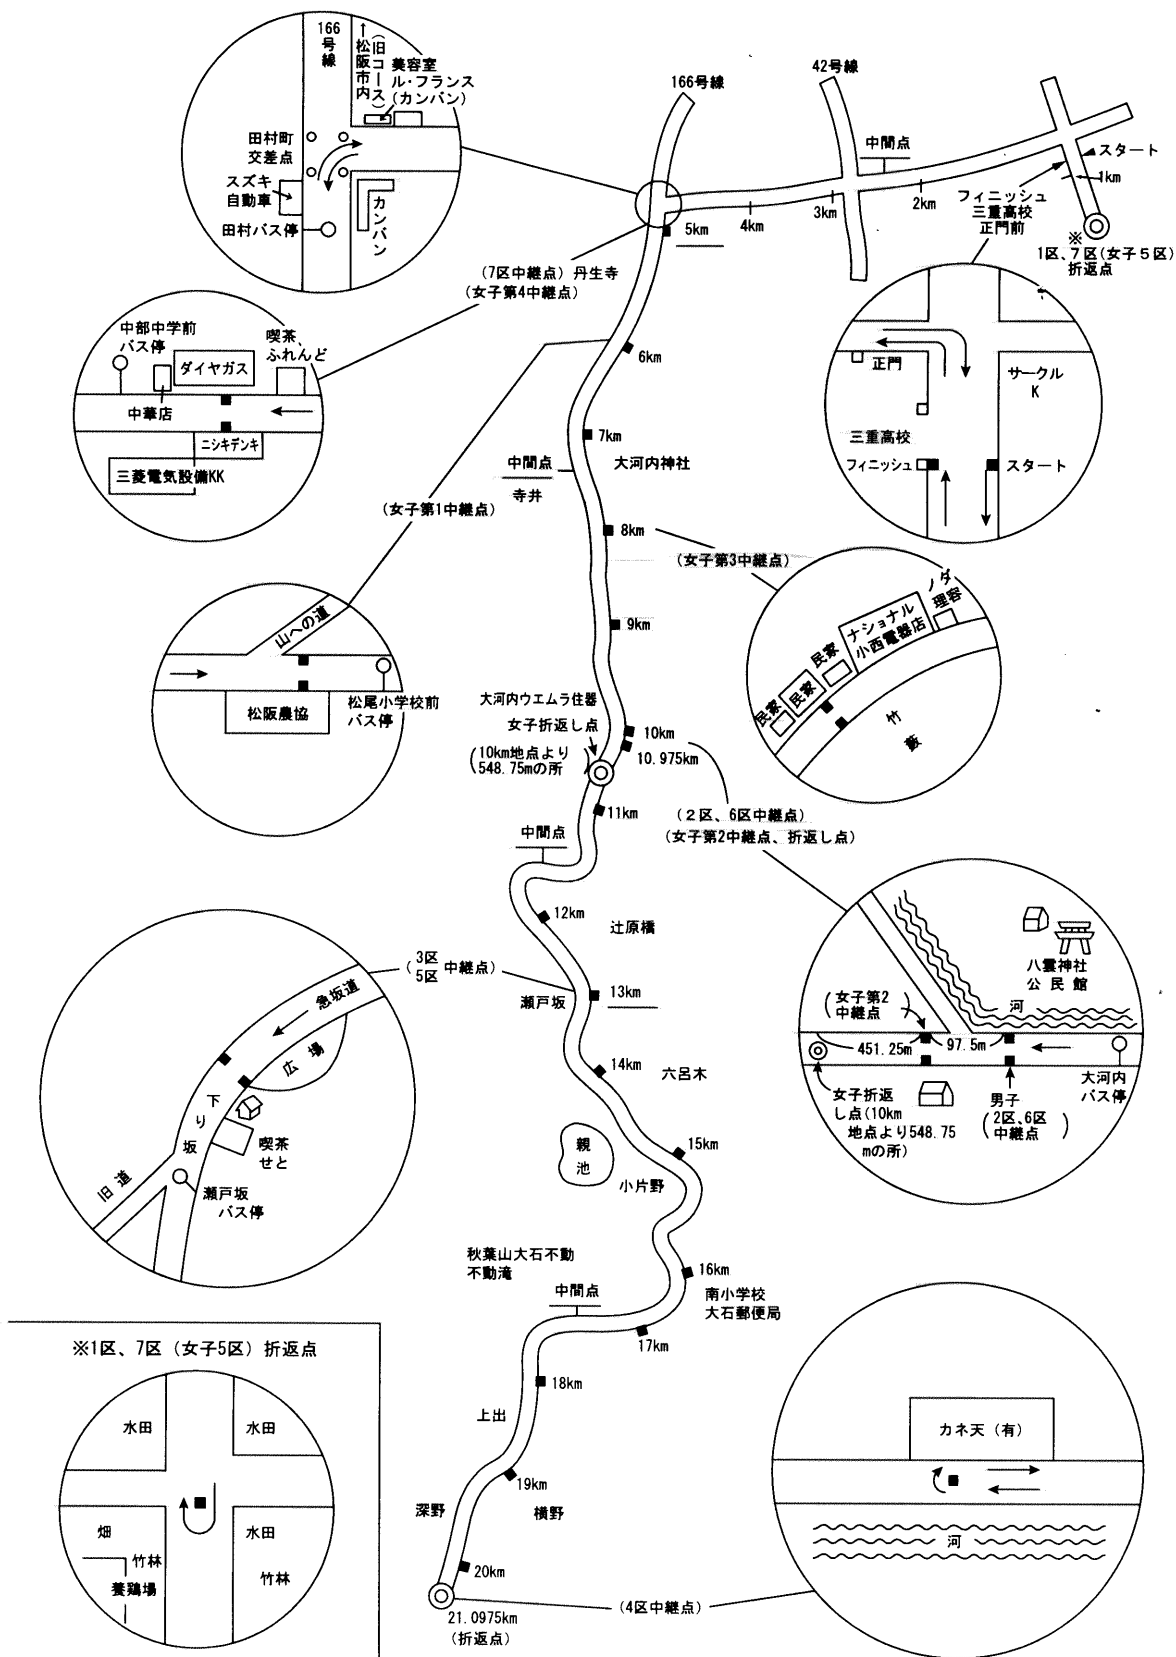 166号線
↑松阪市内
(旧コース)
美容室
ル・フランス
(カンバン)
田村町
交差点
スズキ
自動車
田村バス停
カンバン
166号線
42号線
中間点
スタート
1km
2km
3km
4km
5km
フィニッシュ
三重高校
正門前
※
1区、7区(女子5区)
折返点
(7区中継点) 丹生寺
(女子第4中継点)
中部中学前
バス停
ダイヤガス
喫茶、
ふれんど
中華店
ニシキデンキ
三菱電気設備KK
正門
サークル
K
三重高校
フィニッシュ
スタート
6km
7km
大河内神社
中間点
寺井
(女子第1中継点)
8km
(女子第3中継点)
ノダ
理容
ナショナル
小西電器店
民家
民家
民家
竹藪
9km
山への道
松阪農協
松尾小学校前
バス停
大河内ウエムラ住器
女子折返し点
(10km地点より
548.75mの所)
10km
10.975km
11km
(2区、6区中継点)
(女子第2中継点、折返し点)
中間点
12km
辻原橋
(3区
5区 中継点)
瀬戸坂
13km
急坂道
広場
下り坂
喫茶
せと
旧道
瀬戸坂
バス停
八雲神社
公民館
河
(女子第2
中継点)
451.25m
97.5m
女子折返
し点(10km
地点より548.75
mの所)
男子
(2区、6区
中継点)
大河内
バス停
14km
六呂木
15km
親池
小片野
秋葉山大石不動
不動滝
16km
中間点
南小学校
大石郵便局
17km
18km
上出
19km
深野
横野
20km
21.0975km
(折返点)
(4区中継点)
カネ天(有)
河
※1区、7区(女子5区)折返点
水田
水田
畑
竹林
養鶏場
水田
竹林